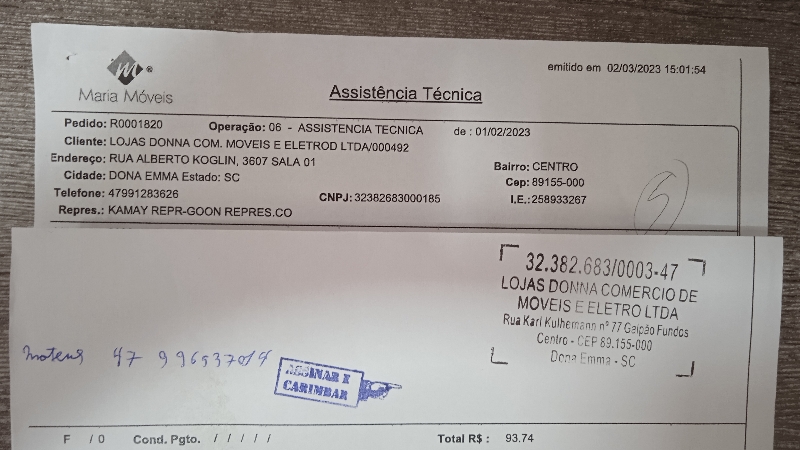 emitido em 02/03/2023 15:01:54
Maria Móveis
Assistência Técnica
Pedido: R0001820 Operação: 06 - ASSISTENCIA TECNICA de : 01/02/2023
Cliente: LOJAS DONNA COM. MOVEIS E ELETROD LTDA/000492
Endereço: RUA ALBERTO KOGLIN, 3607 SALA 01 Bairro: CENTRO
Cidade: DONA EMMA Estado: SC Cep: 89155-000
Telefone: 47991283626 CNPJ: 32382683000185 I.E.: 258933267
Repres.: KAMAY REPR-GOON REPRES.CO
5
32.382.683/0003-47
LOJAS DONNA COMERCIO DE
MOVEIS E ELETRO LTDA
Rua Karl Kulhemann nº 77 Galpão Fundos
Centro - CEP 89.155-000
Dona Emma - SC
47
ASSINAR E
CARIMBAR
F / 0 Cond. Pgto. / / / / / Total R$ : 93.74